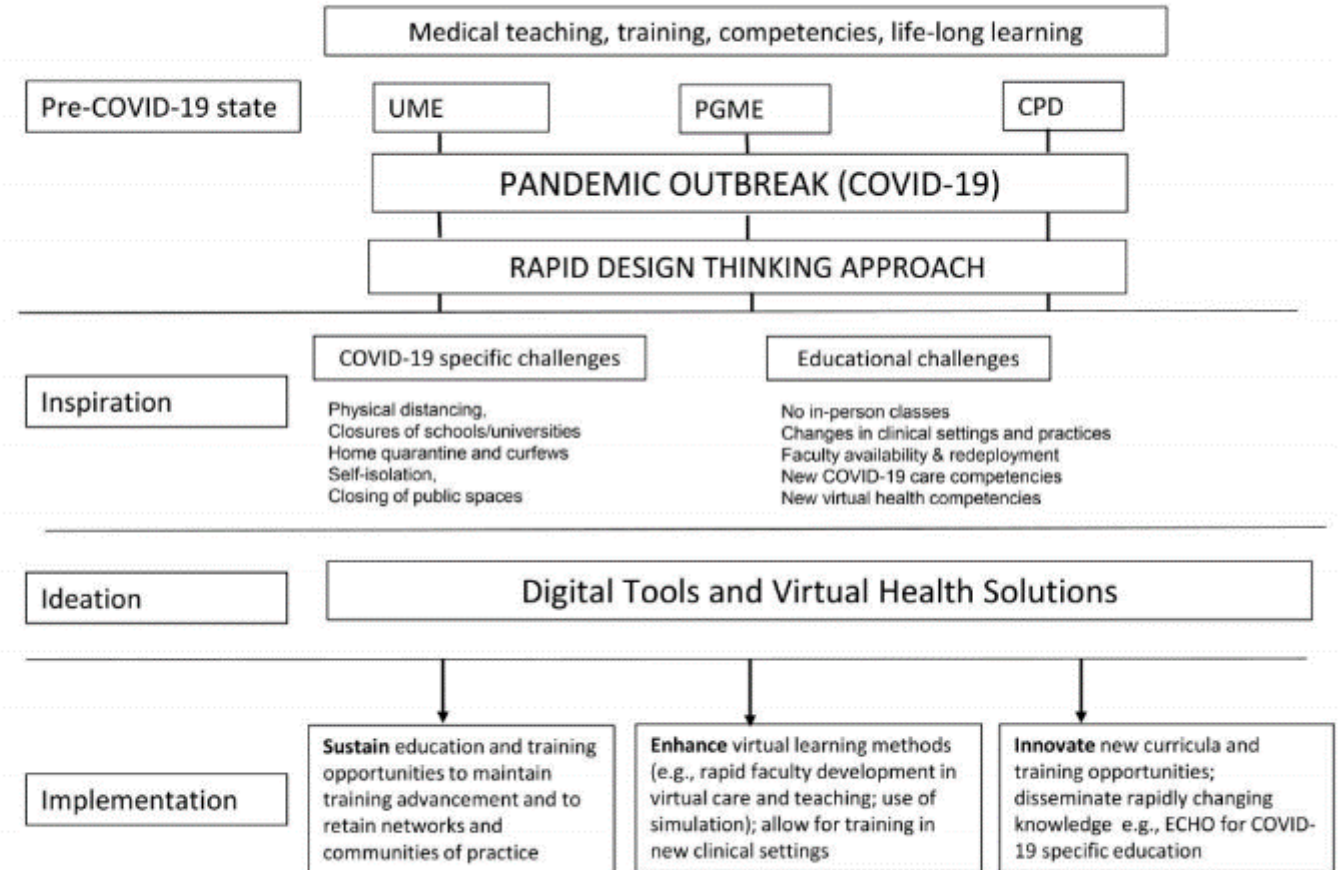 Medical teaching, training, competencies, life-long learning
Pre-COVID-19 state
UME
PGME
CPD
PANDEMIC OUTBREAK (COVID-19)
RAPID DESIGN THINKING APPROACH
Inspiration
COVID-19 specific challenges
Physical distancing,
Closures of schools/universities
Home quarantine and curfews
Self-isolation,
Closing of public spaces
Educational challenges
No in-person classes
Changes in clinical settings and practices
Faculty availability & redeployment
New COVID-19 care competencies
New virtual health competencies
Ideation
Digital Tools and Virtual Health Solutions
Implementation
Sustain education and training
opportunities to maintain
training advancement and to
retain networks and
communities of practice
Enhance virtual learning methods
(e.g., rapid faculty development in
virtual care and teaching; use of
simulation); allow for training in
new clinical settings
Innovate new curricula and
training opportunities;
disseminate rapidly changing
knowledge e.g., ECHO for COVID-
19 specific education